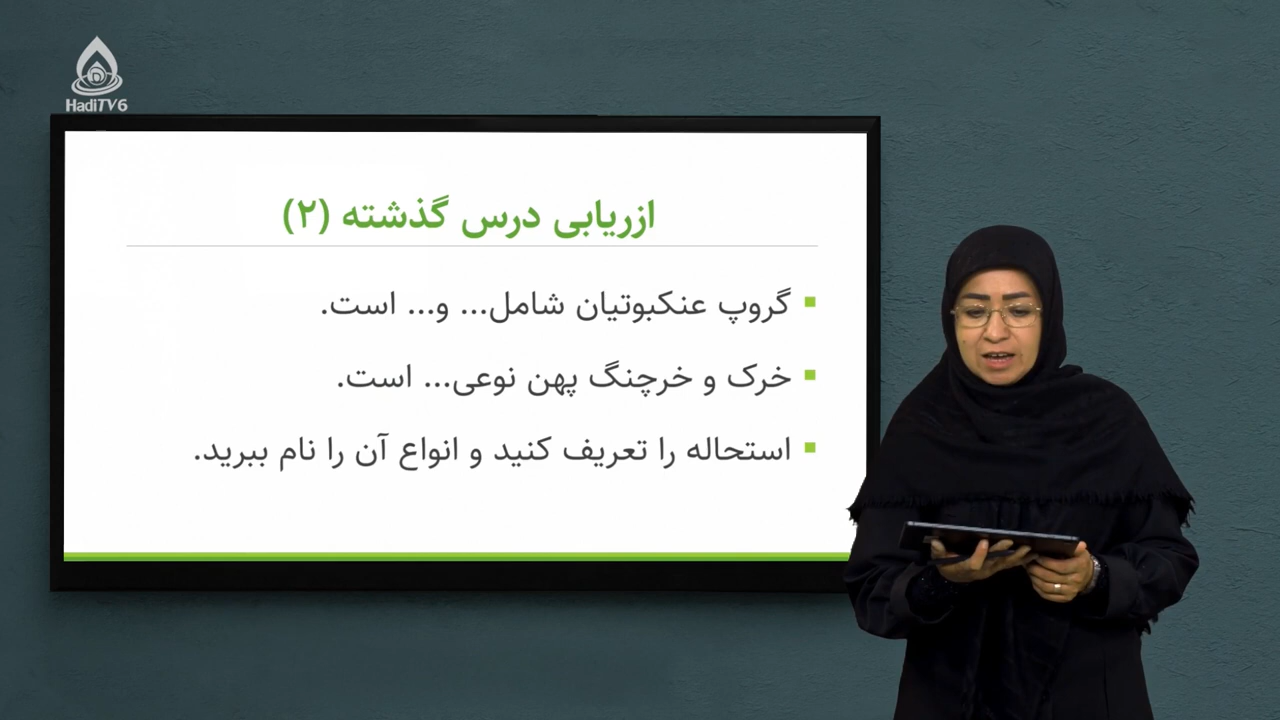 HadiTV6
ازریابی درس گذشته (۲)
گروپ عنکبوتیان شامل... و... است.
خرک و خرچنگ پهن نوعی... است.
استحاله را تعریف کنید و انواع آن را نام ببرید.